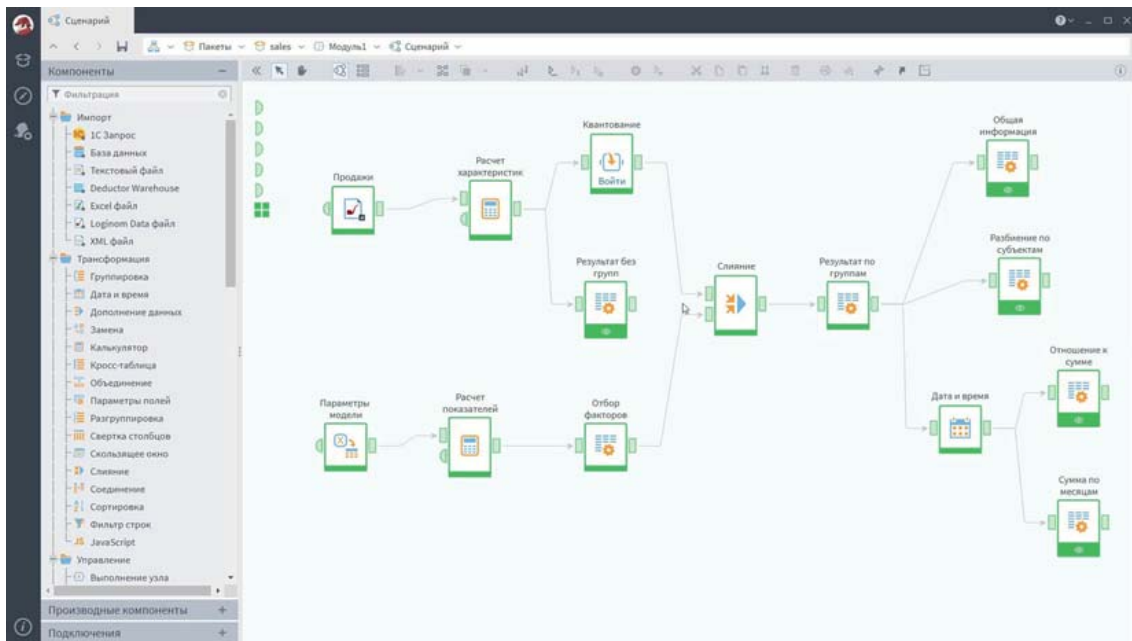 Сценарий
Пакеты
sales
Модуль1
Сценарий
Компоненты
Фильтрация
Импорт
1С Запрос
База данных
Текстовый файл
Deductor Warehouse
Excel файл
Loginom Data файл
XML файл
Трансформация
Группировка
Дата и время
Дополнение данных
Замена
Калькулятор
Кросс-таблица
Объединение
Параметры полей
Разгруппировка
Свертка столбцов
Скользящее окно
Слияние
Соединение
Сортировка
Фильтр строк
JS JavaScript
Управление
Выполнение узла
Производные компоненты
Подключения
Продажи
Расчет
характеристик
Квантование
Войти
Результат без
групп
Параметры
модели
Расчет
показателей
Отбор
факторов
Слияние
Результат по
группам
Общая
информация
Разбиение по
субъектам
Дата и время
Отношение к
сумме
Сумма по
месяцам